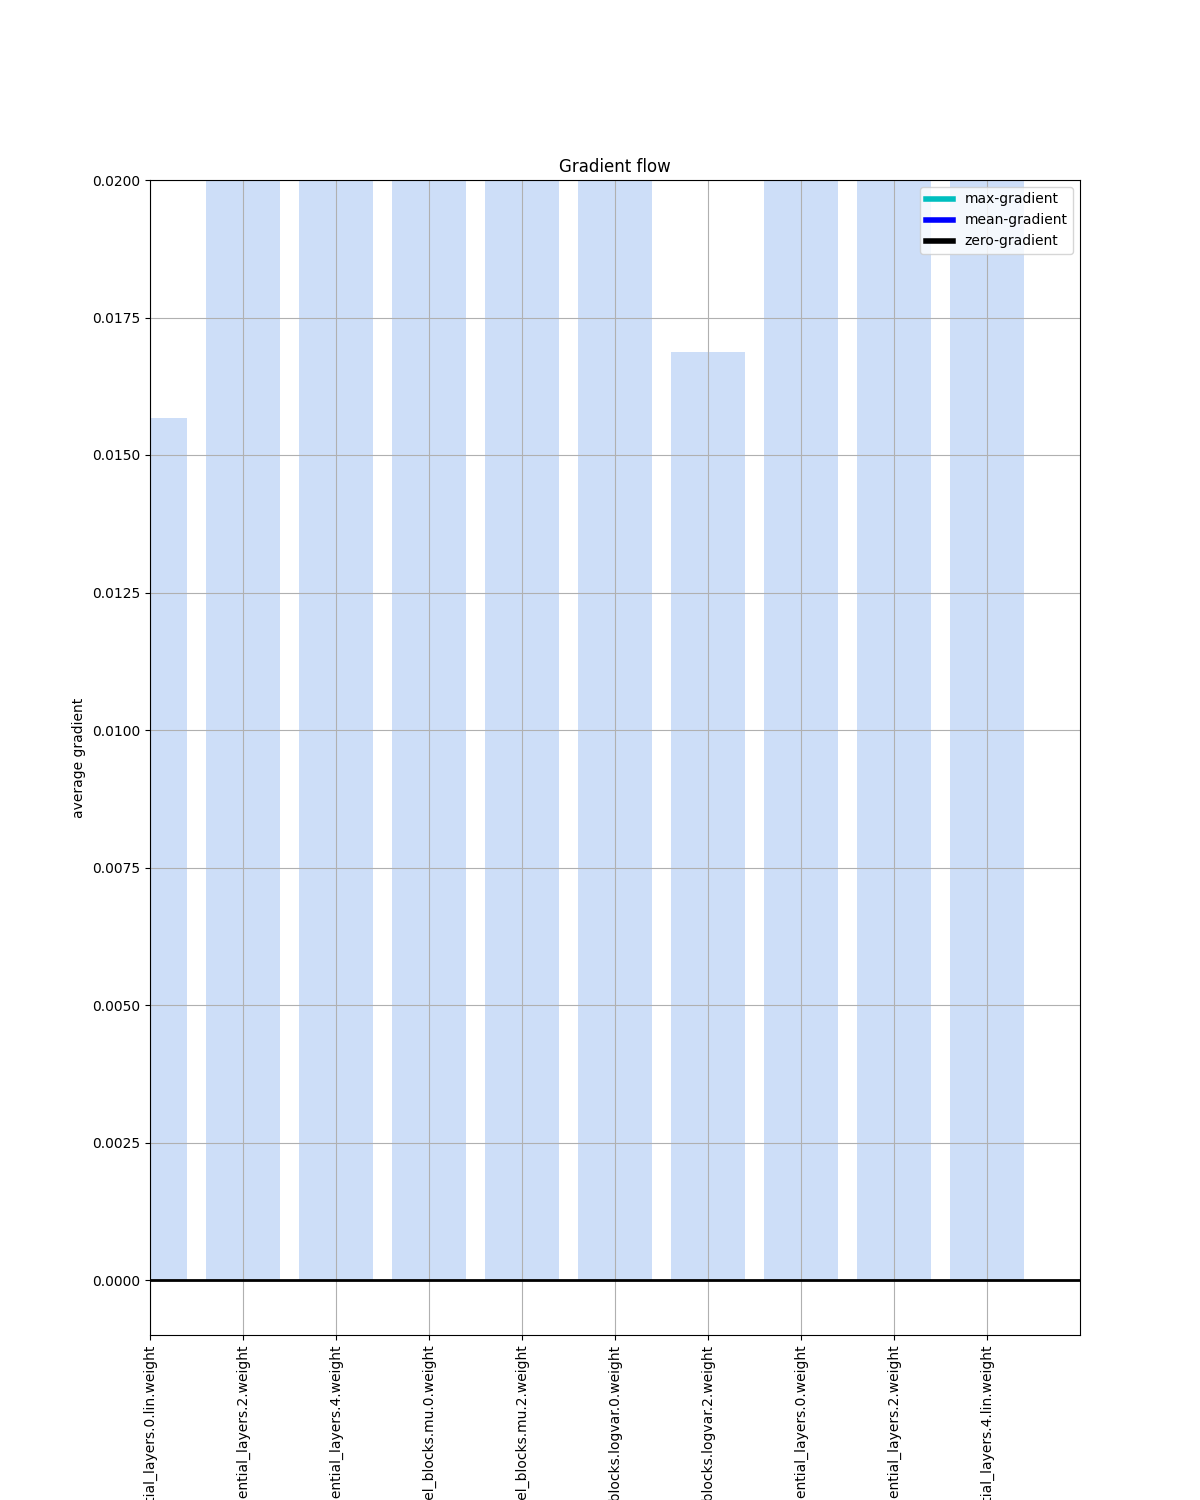 Gradient flow
max-gradient
mean-gradient
zero-gradient
0.0200
0.0175
0.0150
0.0125
0.0100
0.0075
0.0050
0.0025
0.0000
average gradient
tial_layers.0.lin.weight
ential_layers.2.weight
ential_layers.4.weight
el_blocks.mu.0.weight
el_blocks.mu.2.weight
blocks.logvar.0.weight
blocks.logvar.2.weight
ential_layers.0.weight
ential_layers.2.weight
tial_layers.4.lin.weight